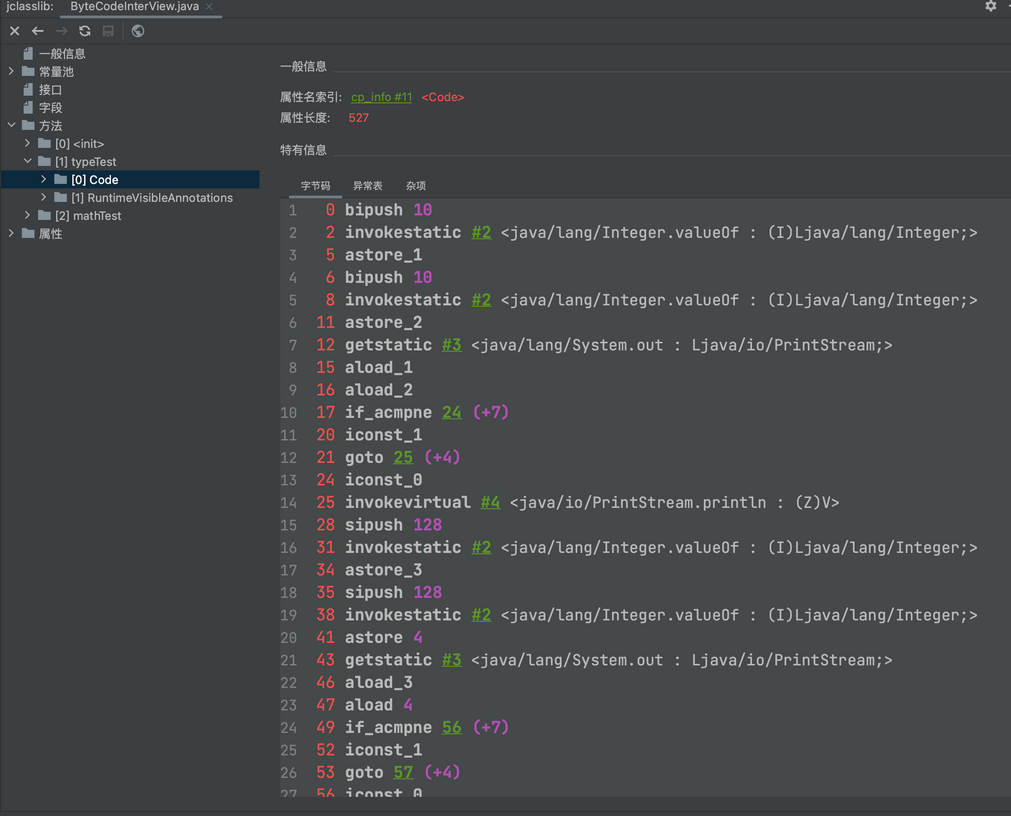 jclasslib: ByteCodeInterView.java
一般信息
常量池
接口
字段
方法
[0] <init>
[1] typeTest
[0] Code
[1] RuntimeVisibleAnnotations
[2] mathTest
属性
一般信息
属性名索引: cp_info #11 <Code>
属性长度: 527
特有信息
字节码 异常表 杂项
1 0 bipush 10
2 2 invokestatic #2 <java/lang/Integer.valueOf : (I)Ljava/lang/Integer;>
3 5 astore_1
4 6 bipush 10
5 8 invokestatic #2 <java/lang/Integer.valueOf : (I)Ljava/lang/Integer;>
6 11 astore_2
7 12 getstatic #3 <java/lang/System.out : Ljava/io/PrintStream;>
8 15 aload_1
9 16 aload_2
10 17 if_acmpne 24 (+7)
11 20 iconst_1
12 21 goto 25 (+4)
13 24 iconst_0
14 25 invokevirtual #4 <java/io/PrintStream.println : (Z)V>
15 28 sipush 128
16 31 invokestatic #2 <java/lang/Integer.valueOf : (I)Ljava/lang/Integer;>
17 34 astore_3
18 35 sipush 128
19 38 invokestatic #2 <java/lang/Integer.valueOf : (I)Ljava/lang/Integer;>
20 41 astore 4
21 43 getstatic #3 <java/lang/System.out : Ljava/io/PrintStream;>
22 46 aload_3
23 47 aload 4
24 49 if_acmpne 56 (+7)
25 52 iconst_1
26 53 goto 57 (+4)
27 56 iconst_0